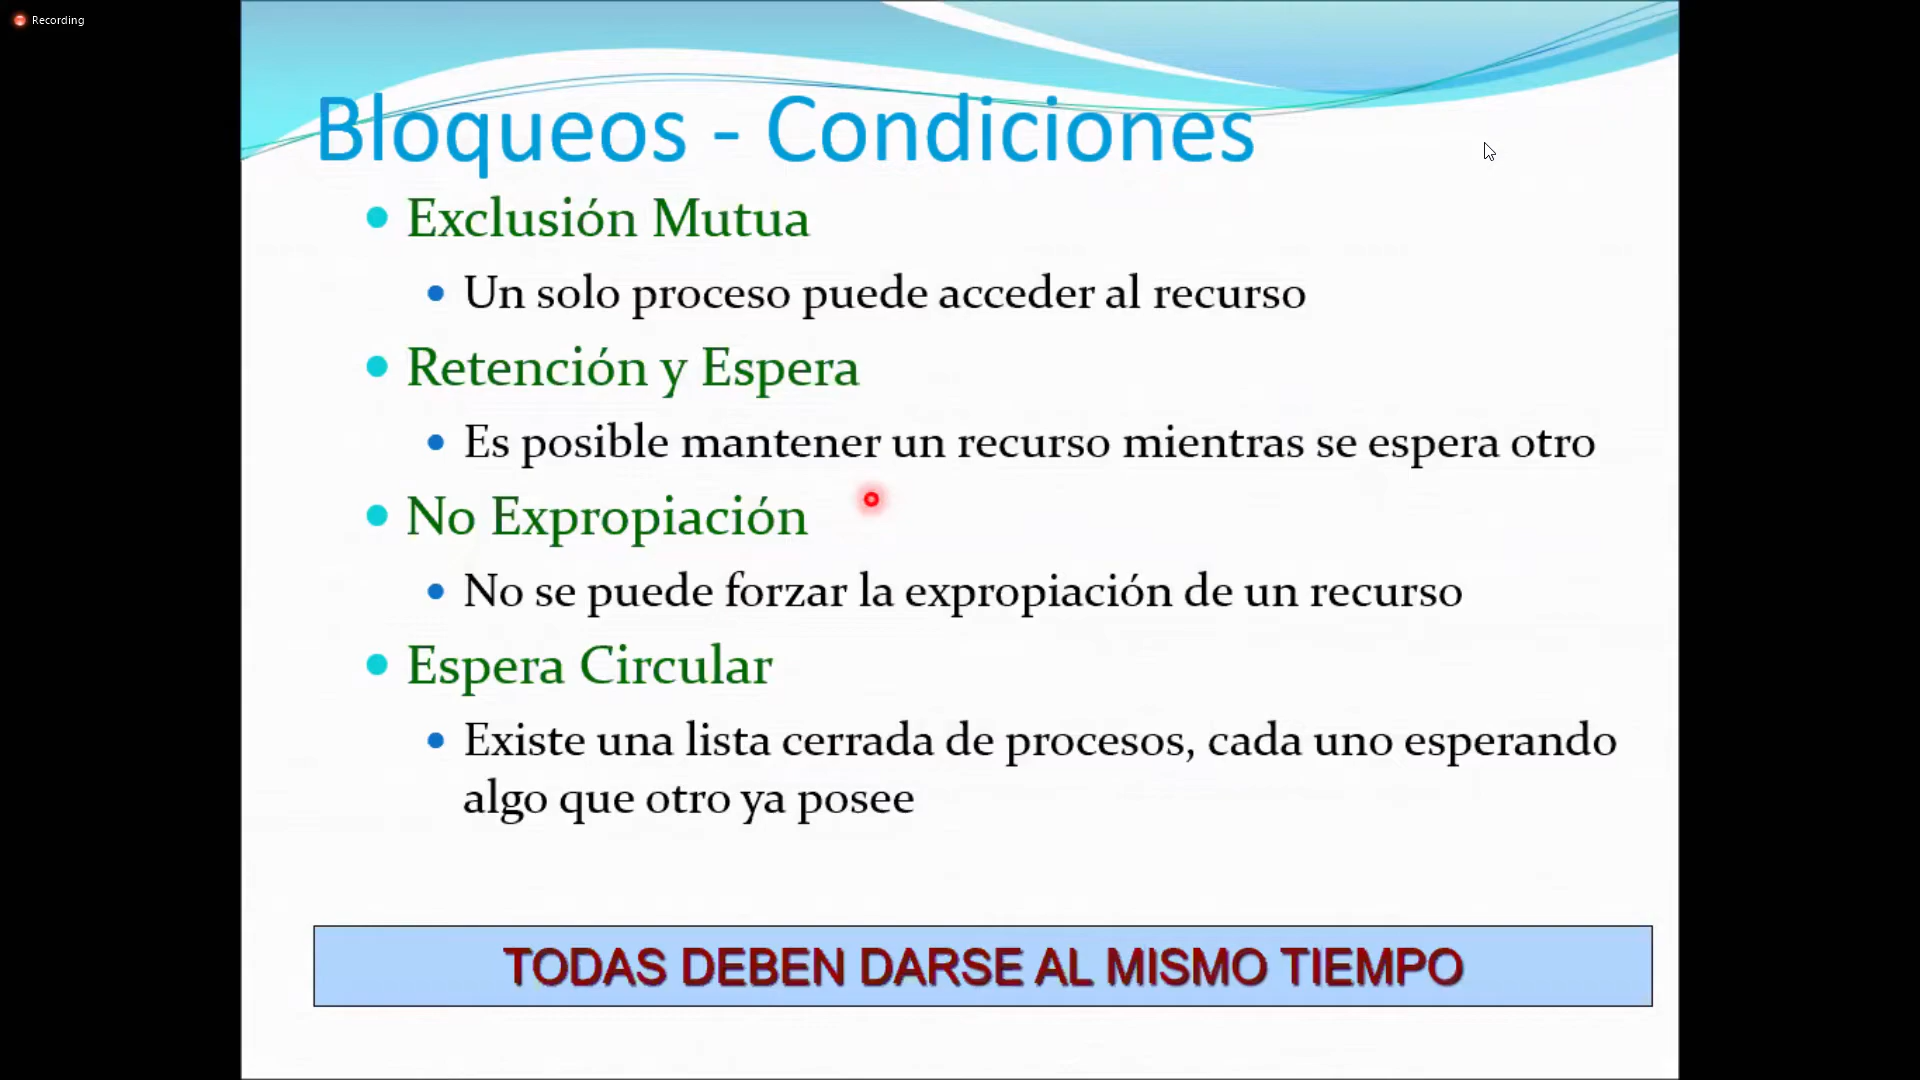 Recording
Bloqueos - Condiciones
Exclusión Mutua
Un solo proceso puede acceder al recurso
Retención y Espera
Es posible mantener un recurso mientras se espera otro
No Expropiación
No se puede forzar la expropiación de un recurso
Espera Circular
Existe una lista cerrada de procesos, cada uno esperando
algo que otro ya posee
TODAS DEBEN DARSE AL MISMO TIEMPO